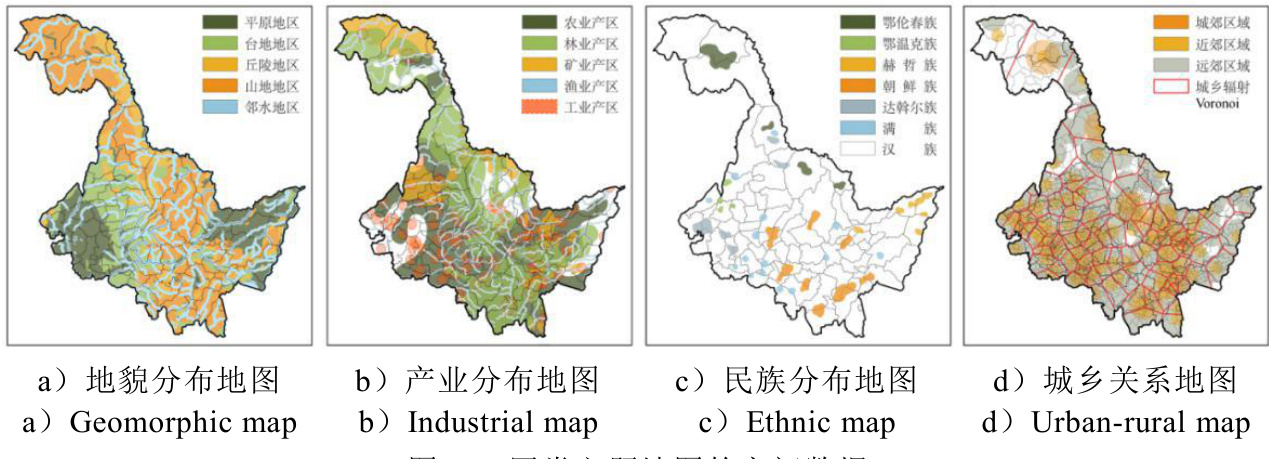 平原地区
台地地区
丘陵地区
山地地区
邻水地区
农业产区
林业产区
矿业产区
渔业产区
工业产区
鄂伦春族
鄂温克族
赫哲族
朝鲜族
达斡尔族
满族
汉族
城郊区域
近郊区域
远郊区域
城乡辐射
Voronoi
a）地貌分布地图
b）产业分布地图
c）民族分布地图
d）城乡关系地图
a）Geomorphic map
b）Industrial map
c）Ethnic map
d）Urban-rural map